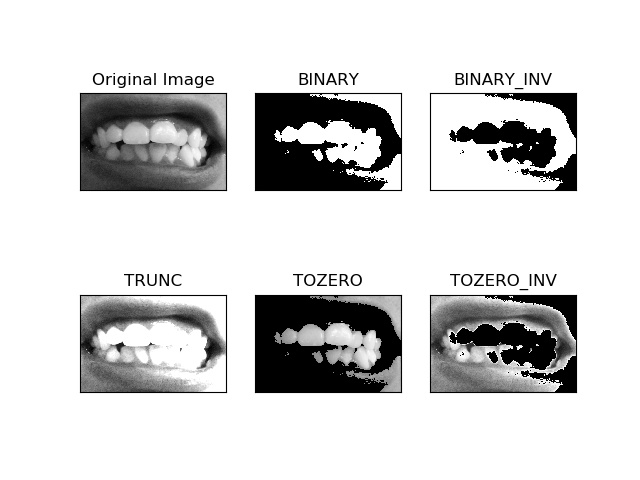 Original Image
BINARY
BINARY_INV
TRUNC
TOZERO
TOZERO_INV